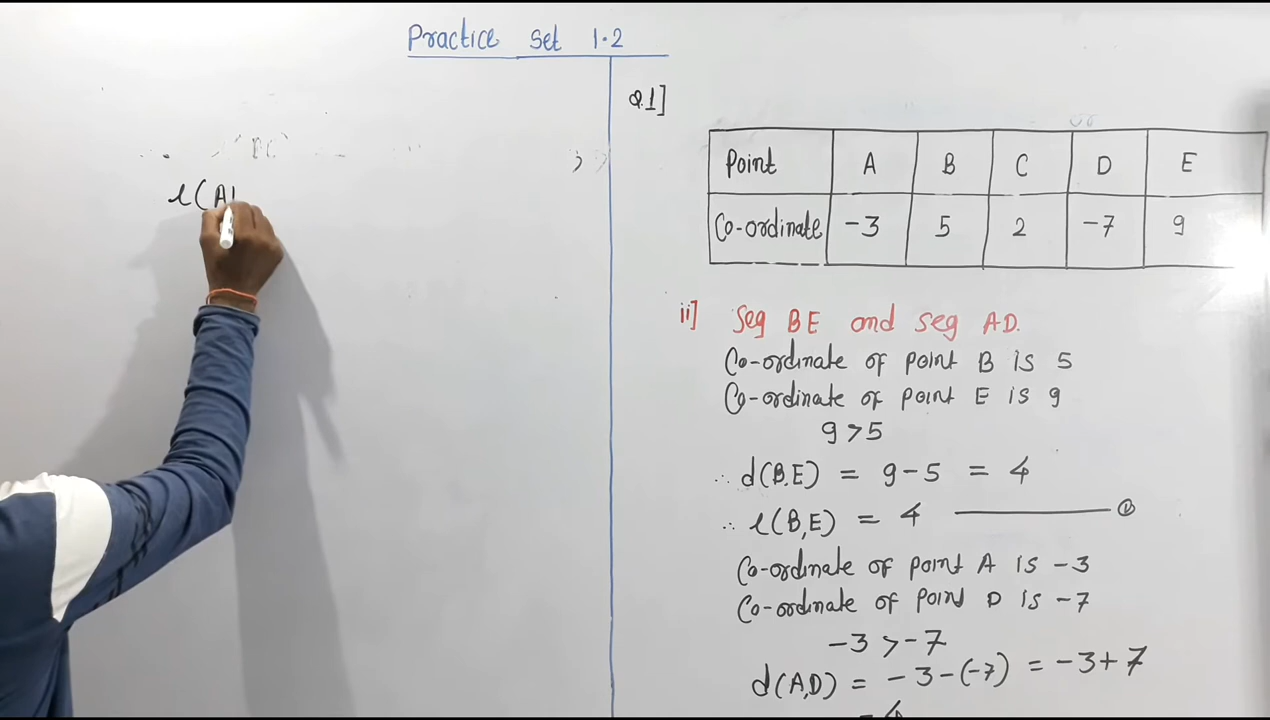 Practice Set 1.2
l(A
Q.1]
Point A B C D E
Co-ordinate -3 5 2 -7 9
ii] Seg BE and seg AD.
Co-ordinate of point B is 5
Co-ordinate of point E is 9
9 > 5
∴ d(B,E) = 9 - 5 = 4
∴ l(B,E) = 4
Co-ordinate of point A is -3
Co-ordinate of point D is -7
-3 > -7
d(A,D) = -3 - (-7) = -3 + 7
= 4